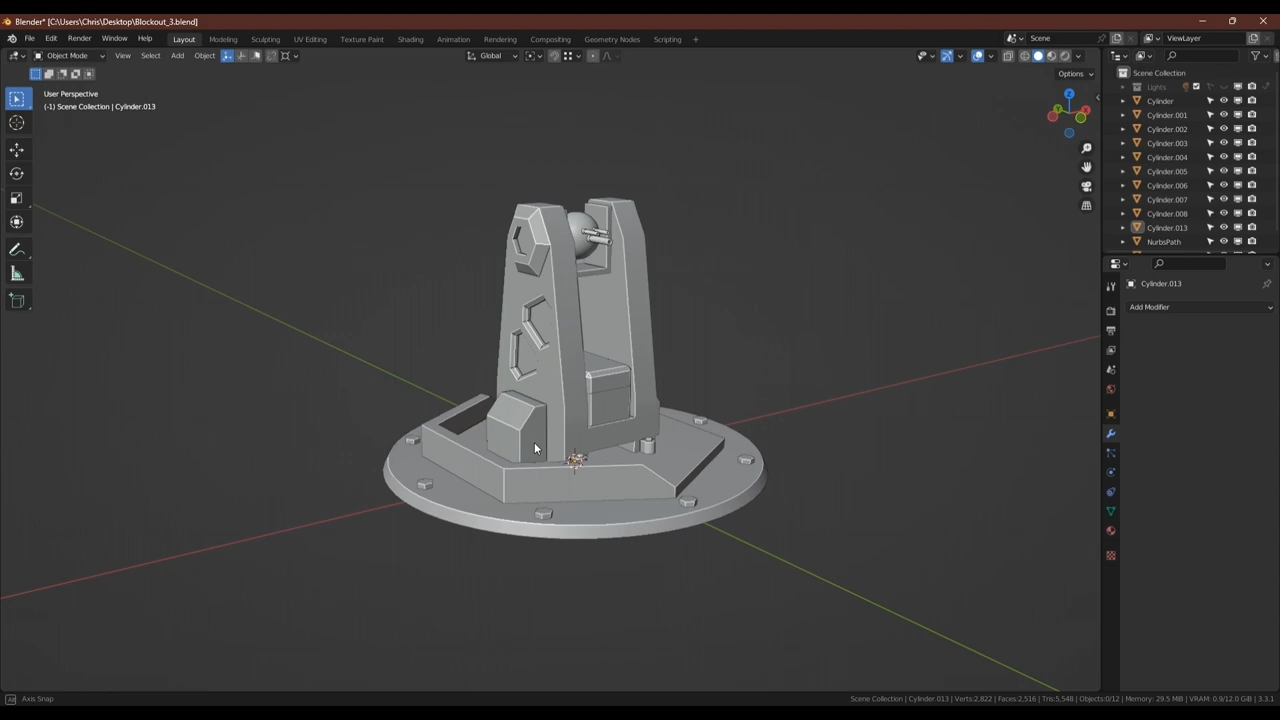 Blender* [C:\Users\Chris\Desktop\Blockout_3.blend]
File Edit Render Window Help Layout Modeling Sculpting UV Editing Texture Paint Shading Animation Rendering Compositing Geometry Nodes Scripting + Scene ViewLayer
Object Mode View Select Add Object Global
Options
User Perspective
(-1) Scene Collection | Cylinder.013
Z
Y
X
Scene Collection
Lights
Cylinder
Cylinder.001
Cylinder.002
Cylinder.003
Cylinder.004
Cylinder.005
Cylinder.006
Cylinder.007
Cylinder.008
Cylinder.013
NurbsPath
Cylinder.013
Add Modifier
Alt Axis Snap
Scene Collection | Cylinder.013 | Verts:2,822 | Faces:2,516 | Tris:5,548 | Objects:0/12 | Memory: 29.5 MiB | VRAM: 0.9/12.0 GiB | 3.3.1